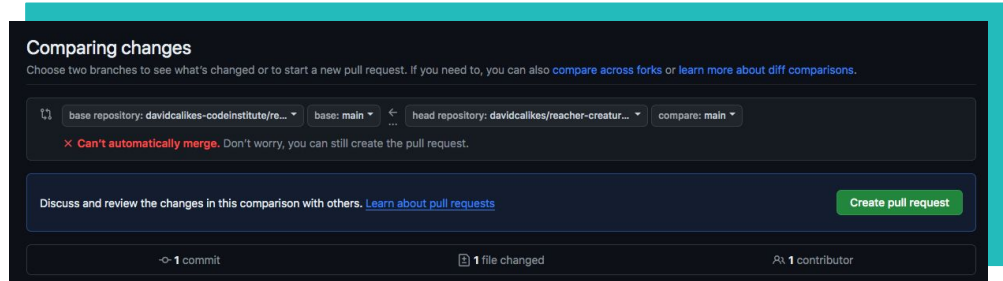 Comparing changes
Choose two branches to see what's changed or to start a new pull request. If you need to, you can also compare across forks or learn more about diff comparisons.
base repository: davidcalikes-codeinstitute/re... base: main ... head repository: davidcalikes/reacher-creatur... compare: main
Can't automatically merge. Don't worry, you can still create the pull request.
Discuss and review the changes in this comparison with others. Learn about pull requests Create pull request
1 commit 1 file changed 1 contributor